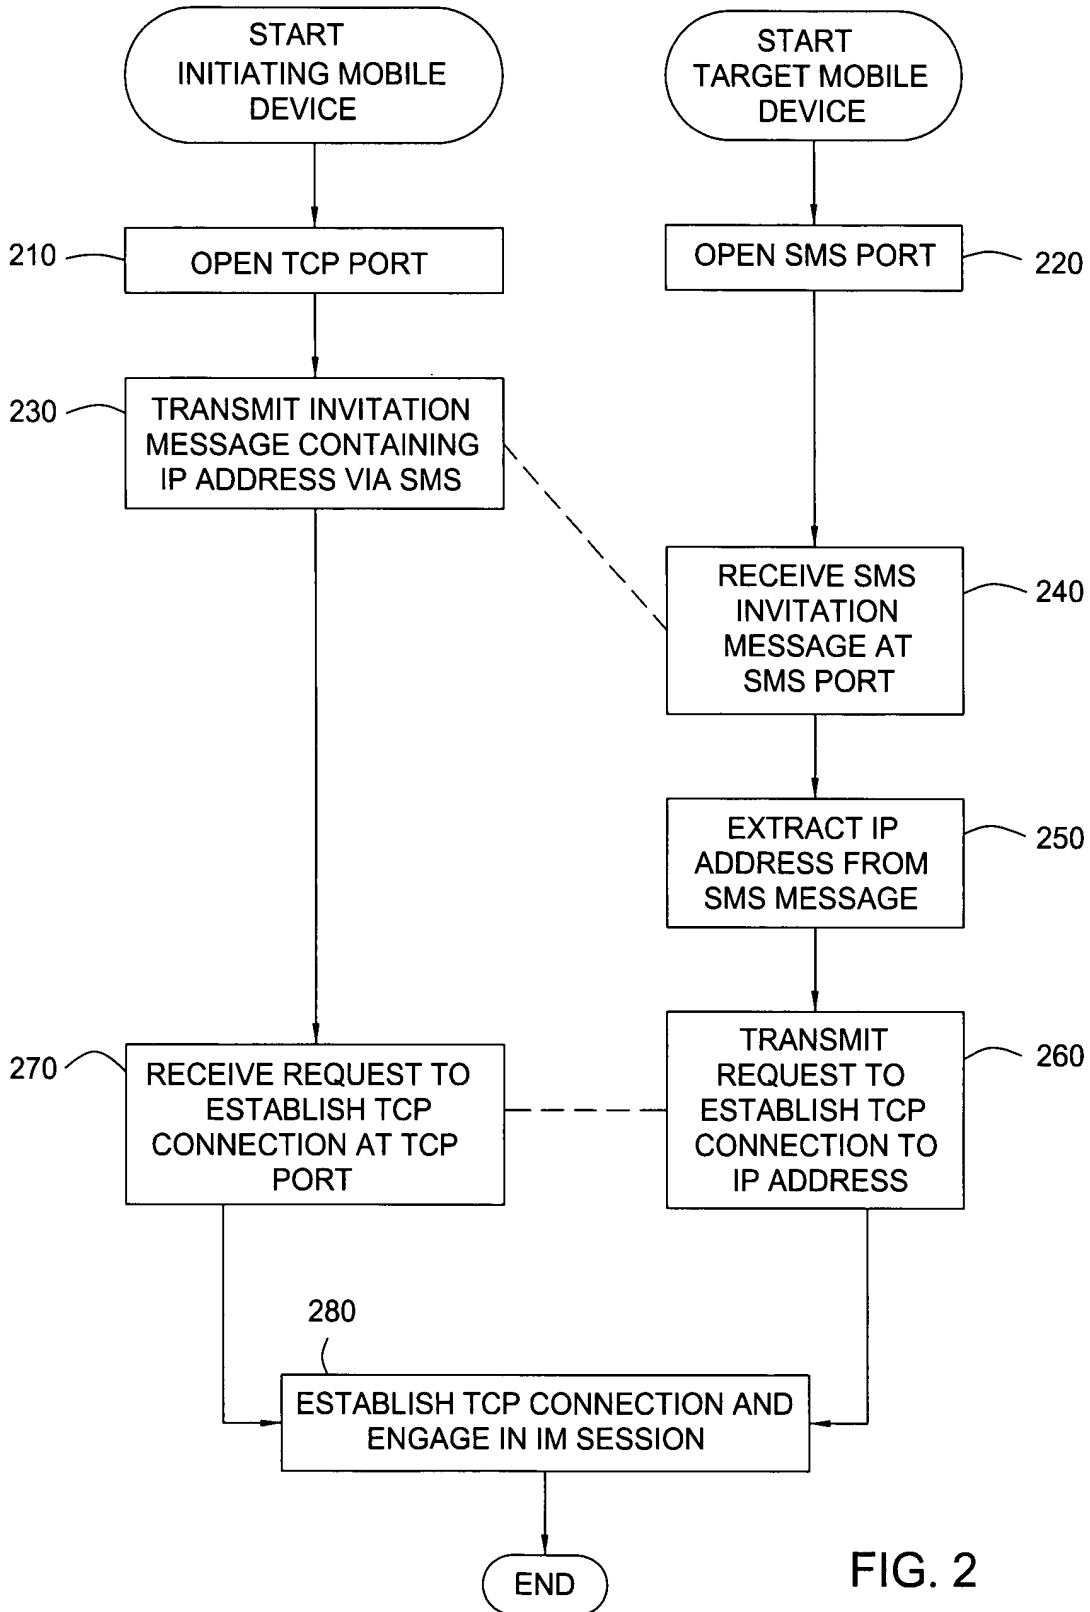 START
INITIATING MOBILE
DEVICE
START
TARGET MOBILE
DEVICE
210
OPEN TCP PORT
OPEN SMS PORT
220
230
TRANSMIT INVITATION
MESSAGE CONTAINING
IP ADDRESS VIA SMS
RECEIVE SMS
INVITATION
MESSAGE AT
SMS PORT
240
EXTRACT IP
ADDRESS FROM
SMS MESSAGE
250
270
RECEIVE REQUEST TO
ESTABLISH TCP
CONNECTION AT TCP
PORT
TRANSMIT
REQUEST TO
ESTABLISH TCP
CONNECTION TO
IP ADDRESS
260
280
ESTABLISH TCP CONNECTION AND
ENGAGE IN IM SESSION
END
FIG. 2